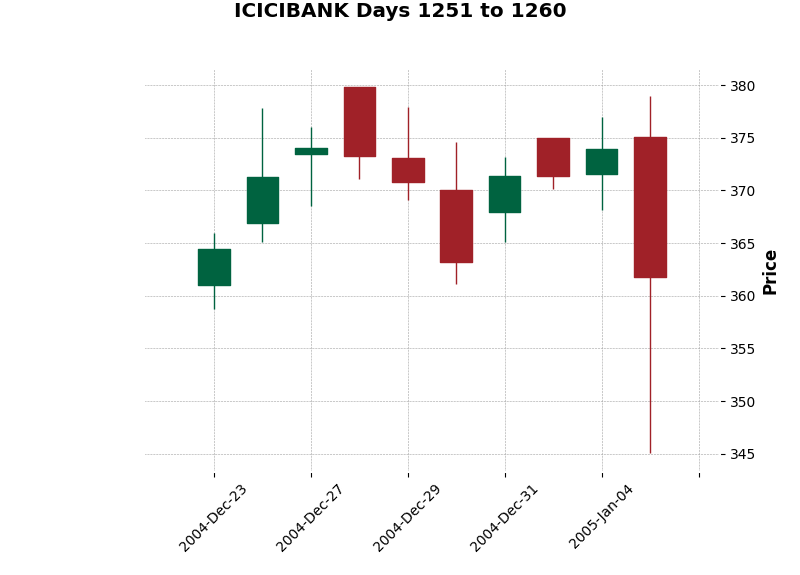 ICICIBANK Days 1251 to 1260
380
375
370
365
360
355
350
345
Price
2004-Dec-23
2004-Dec-27
2004-Dec-29
2004-Dec-31
2005-Jan-04